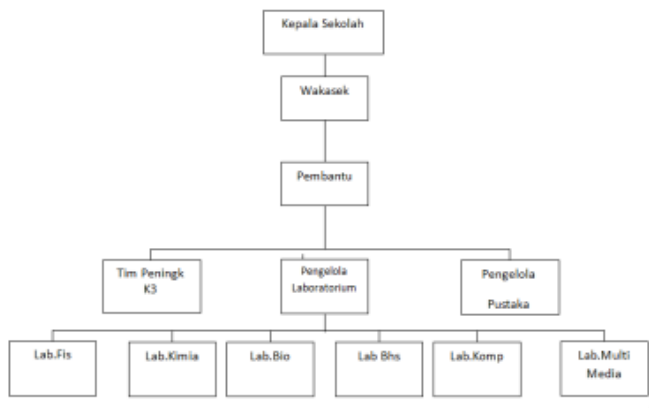 Kepala Sekolah
Wakasek
Pembantu
Tim Peningk
K3
Pengelola
Laboratorium
Pengelola
Pustaka
Lab.Fis
Lab.Kimia
Lab.Bio
Lab Bhs
Lab.Komp
Lab.Multi
Media